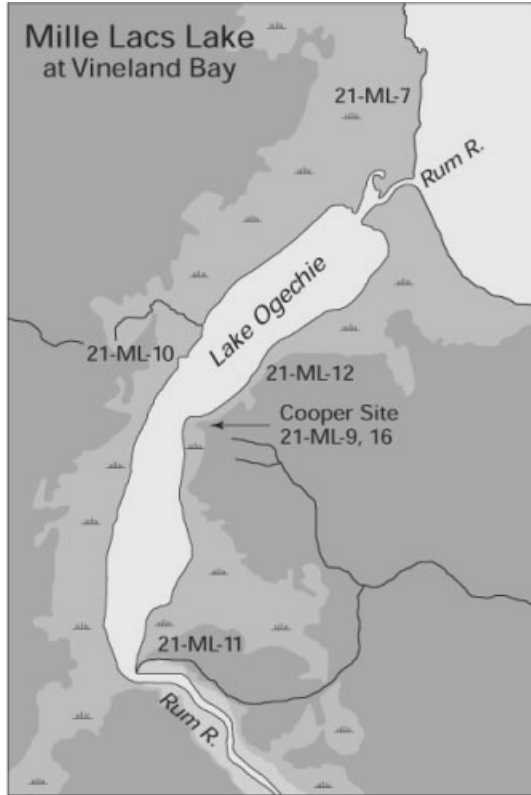 Mille Lacs Lake
at Vineland Bay
21-ML-7
Rum R.
Lake Ogechie
21-ML-10
21-ML-12
Cooper Site
21-ML-9, 16
21-ML-11
Rum R.